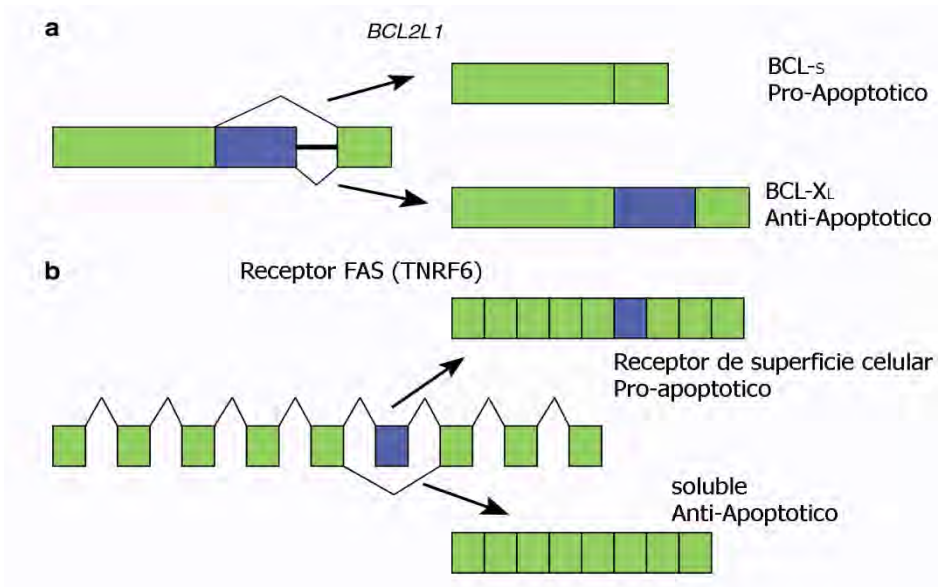 a
BCL2L1
BCL-S
Pro-Apoptotico
BCL-XL
Anti-Apoptotico
b
Receptor FAS (TNRF6)
Receptor de superficie celular
Pro-apoptotico
soluble
Anti-Apoptotico